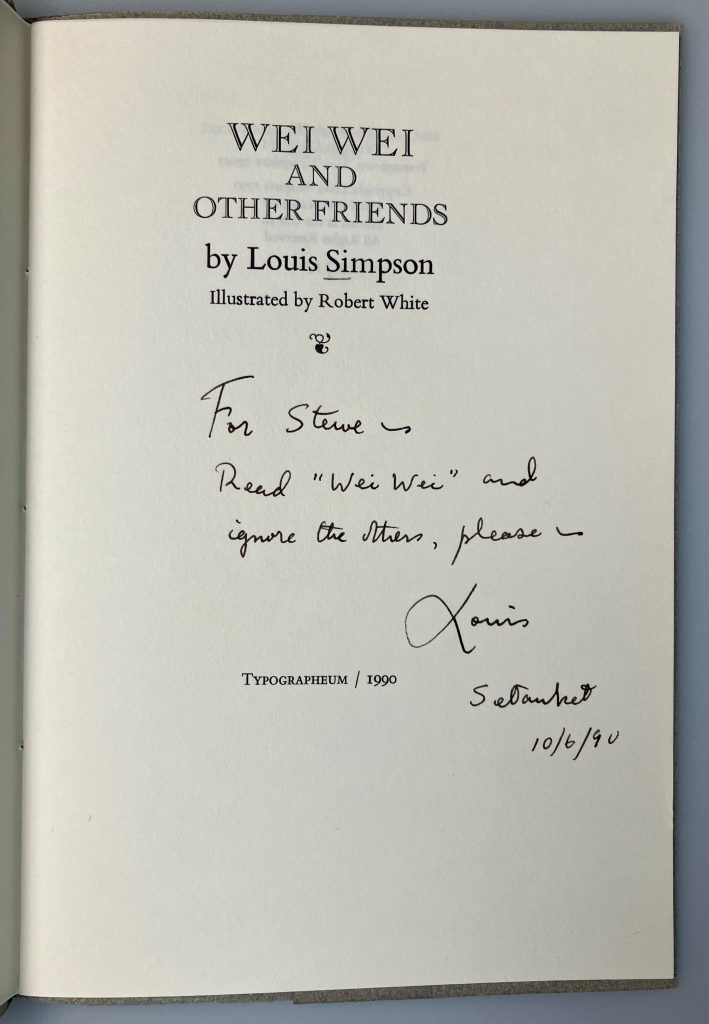 WEI WEI
AND
OTHER FRIENDS
by Louis Simpson
Illustrated by Robert White
For Steve
Read "Wei Wei" and
ignore the others, please
Louis
TYPOGRAPHEUM / 1990
Setauket
10/6/90